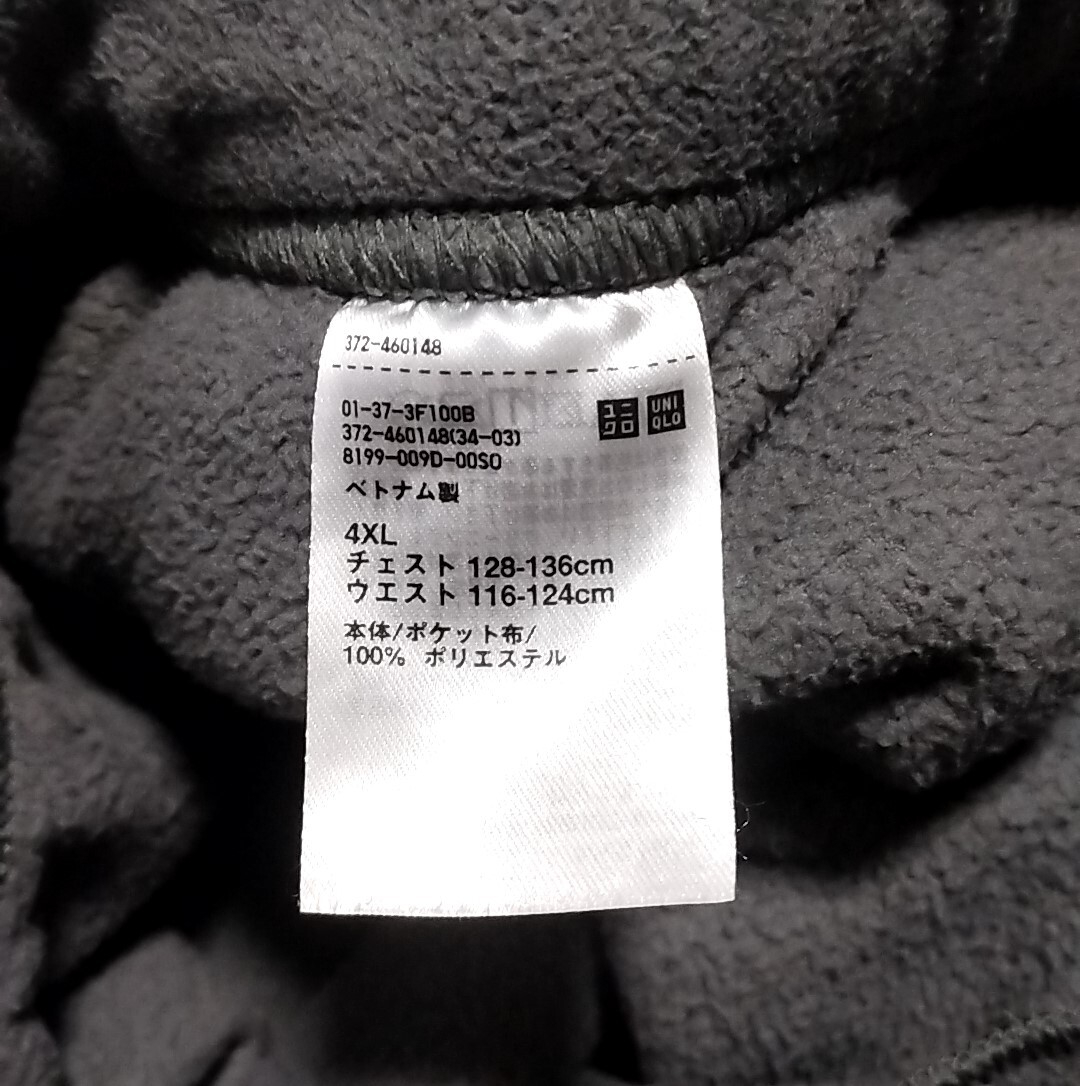 372-460148
01-37-3F100B
372-460148(34-03)
8199-009D-00SO
ユニクロ
UNIQLO
ベトナム製
4XL
チェスト 128-136cm
ウエスト 116-124cm
本体/ポケット布/
100% ポリエステル